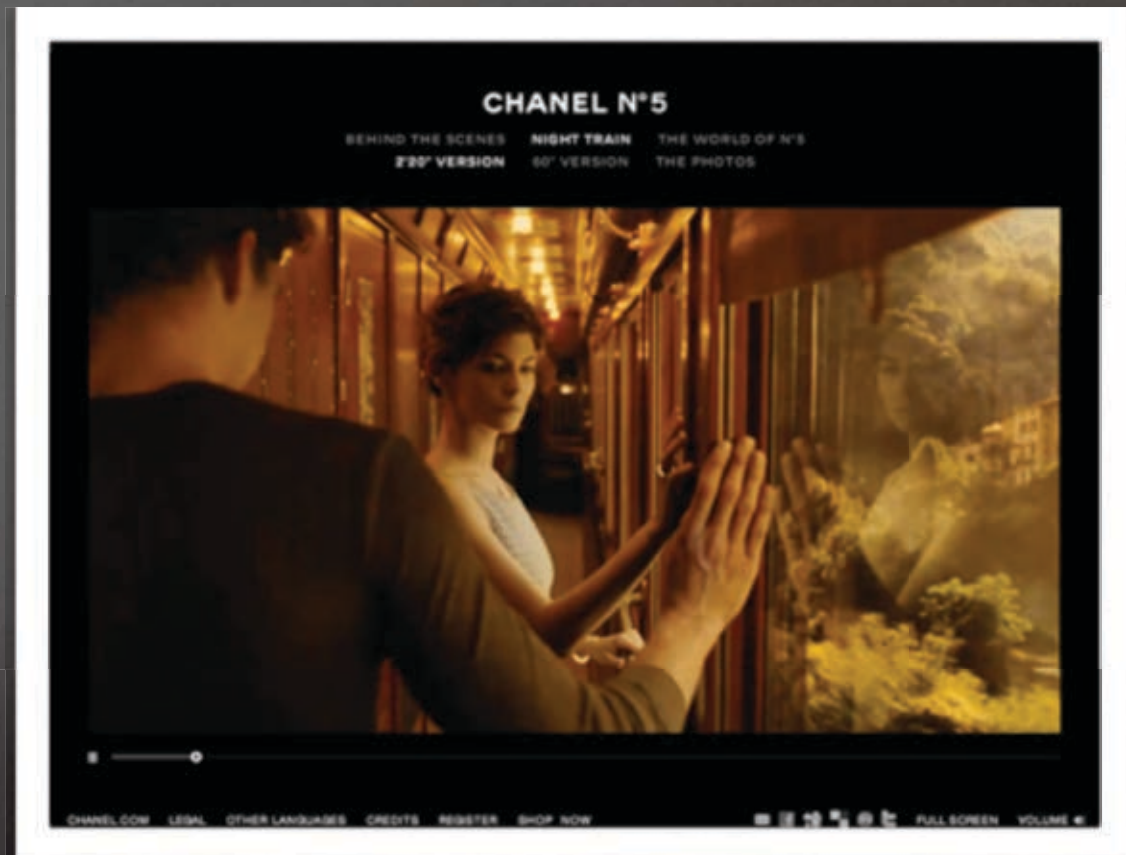 CHANEL N°5
BEHIND THE SCENES NIGHT TRAIN THE WORLD OF N°5
2'20" VERSION 60" VERSION THE PHOTOS
CHANEL.COM LEGAL OTHER LANGUAGES CREDITS REGISTER SHOP NOW FULL SCREEN VOLUME